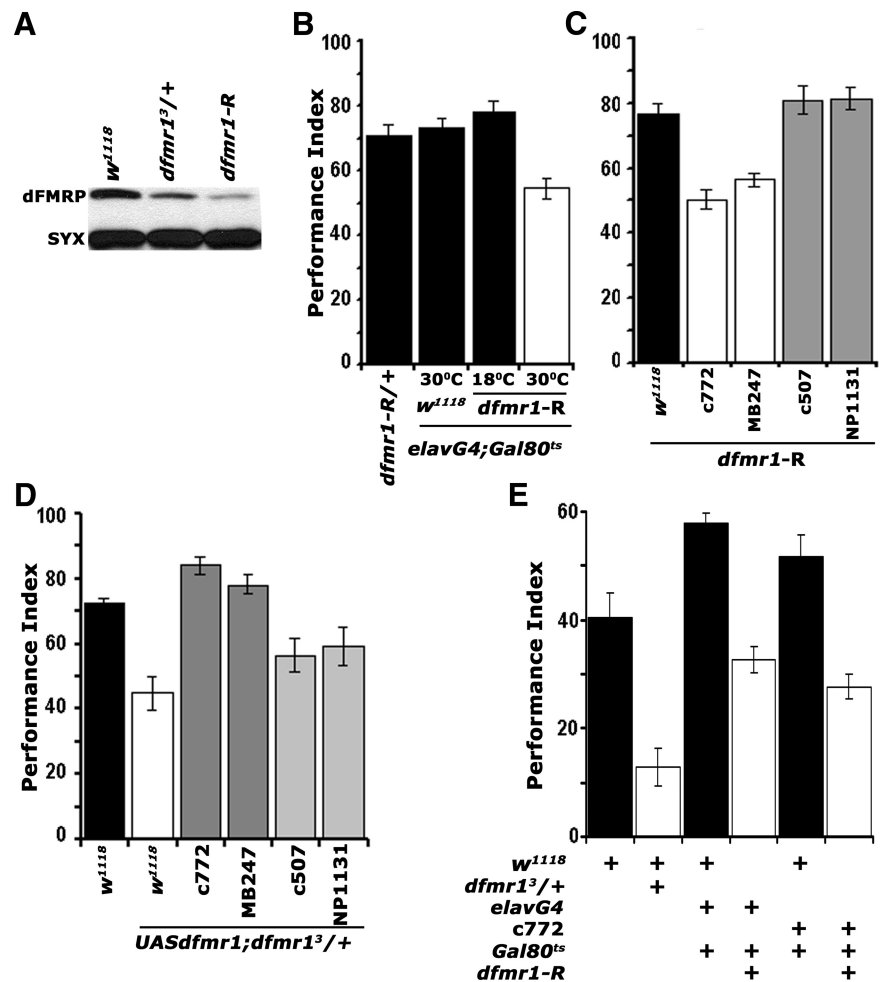 A
w1118
dfmr13/+
dfmr1-R
dFMRP
SYX
B
Performance Index
100
80
60
40
20
0
dfmr1-R/+
30⁰C 18⁰C 30⁰C
w1118 dfmr1-R
elavG4;Gal80ts
C
100
80
60
40
20
0
w1118
c772
MB247
c507
NP1131
dfmr1-R
D
Performance Index
100
80
60
40
20
0
w1118
w1118
c772
MB247
c507
NP1131
UASdfmr1;dfmr13/+
E
Performance Index
60
40
20
0
w1118 + + + +
dfmr13/+ +
elavG4 + +
c772 + +
Gal80ts + + + +
dfmr1-R + +